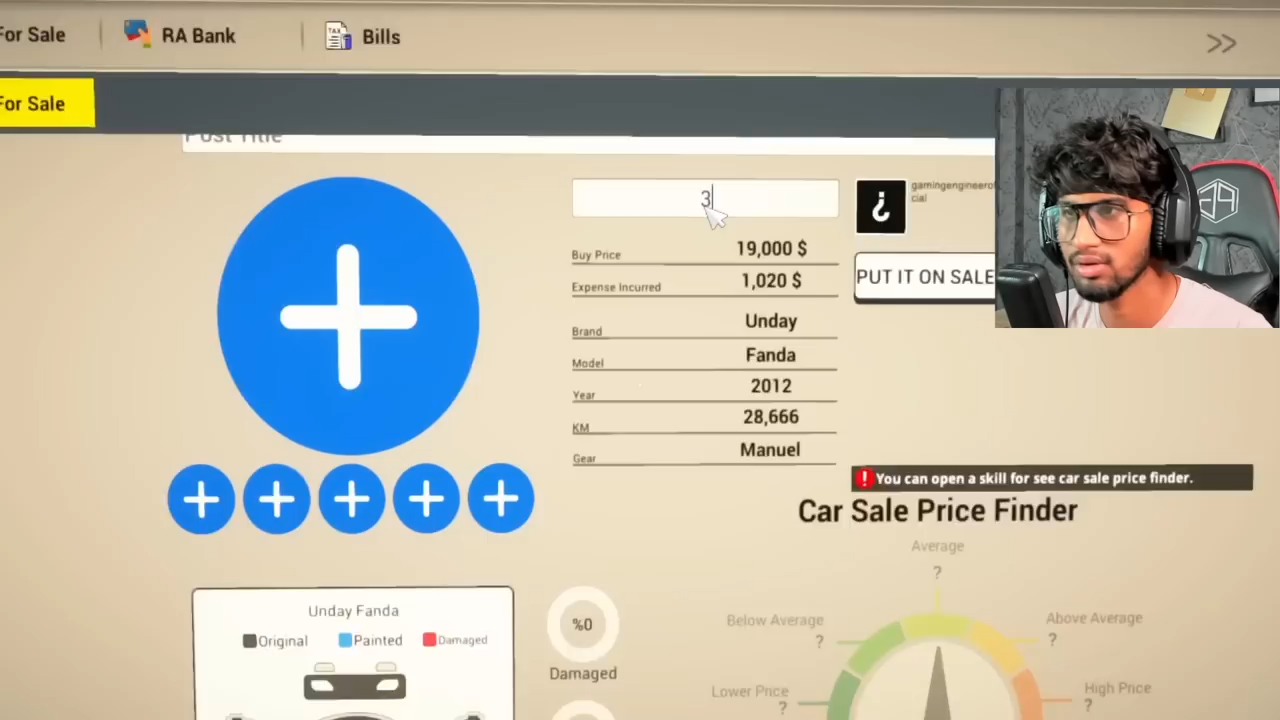 For Sale
RA Bank
TAX
Bills
>>
For Sale
Post Title
3
gamingengineerof
cial
Buy Price 19,000 $
Expense Incurred 1,020 $
PUT IT ON SALE
Brand Unday
Model Fanda
Year 2012
KM 28,666
Gear Manuel
You can open a skill for see car sale price finder.
Car Sale Price Finder
Average
?
Below Average
?
Above Average
?
Lower Price
?
High Price
?
Unday Fanda
Original
Painted
Damaged
%0
Damaged